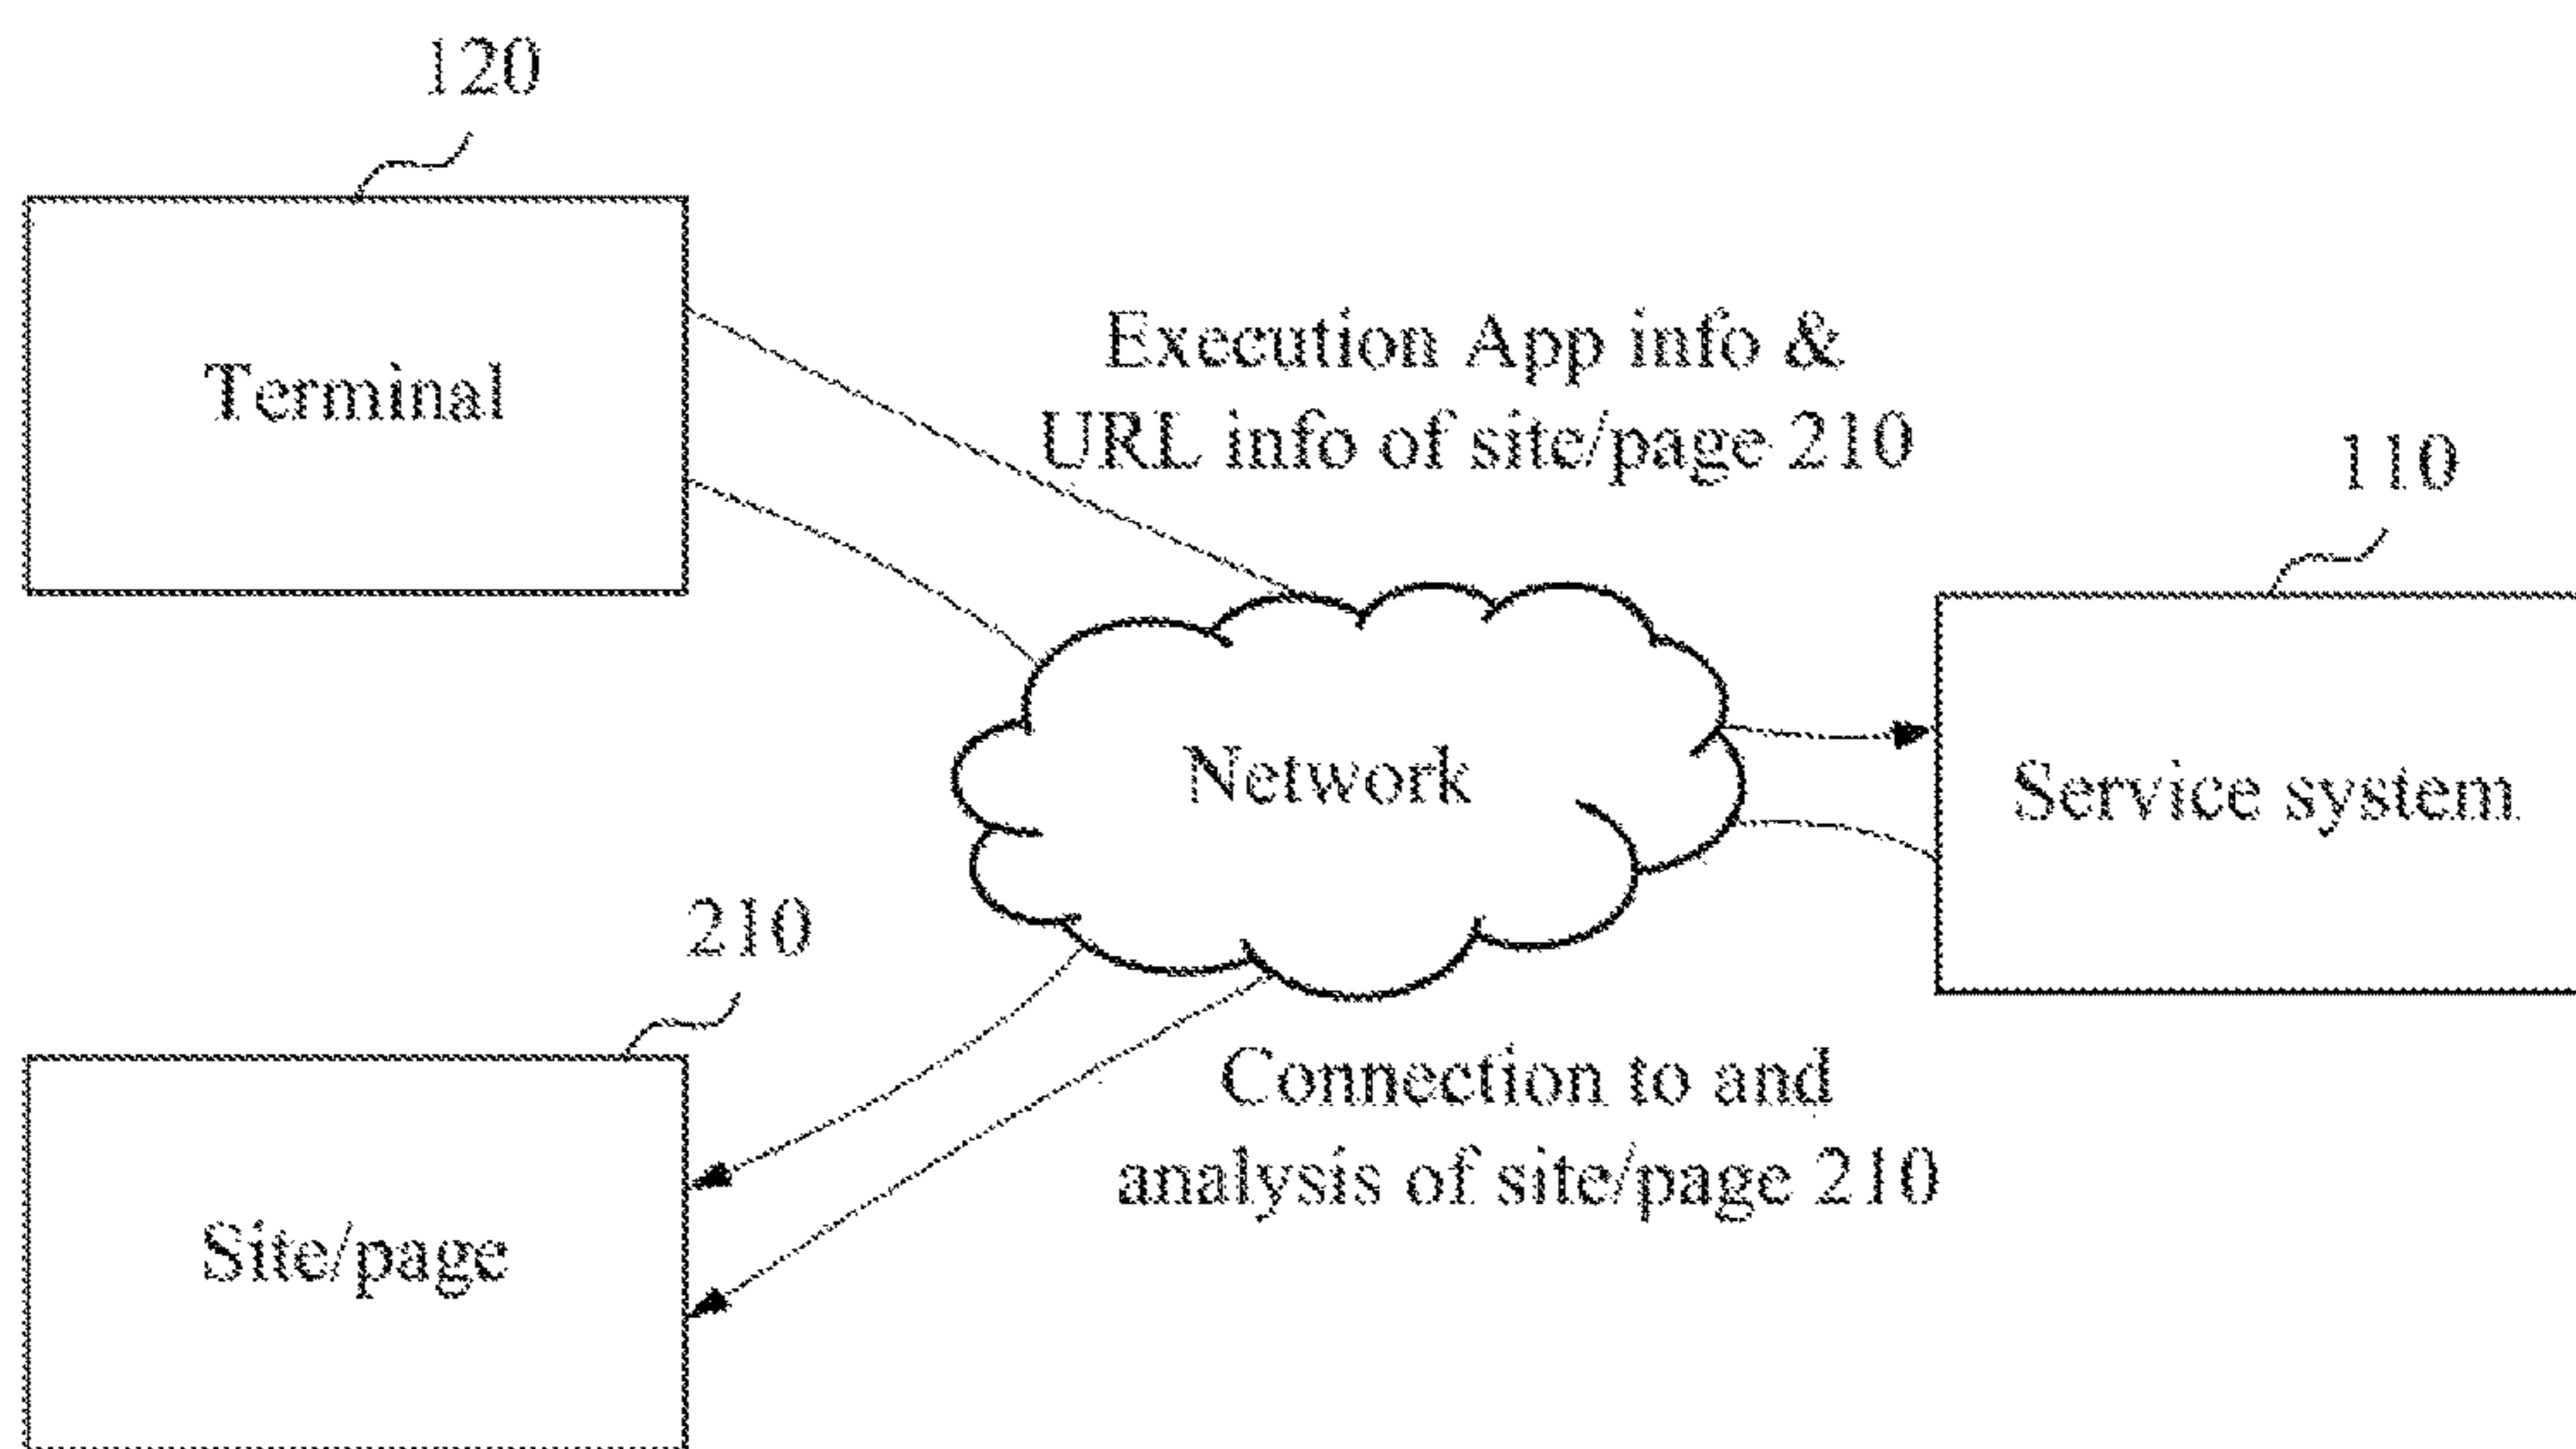 120
Terminal
Execution App info &
URL info of site/page 210
110
Network
Service system
210
Connection to and
analysis of site/page 210
Site/page